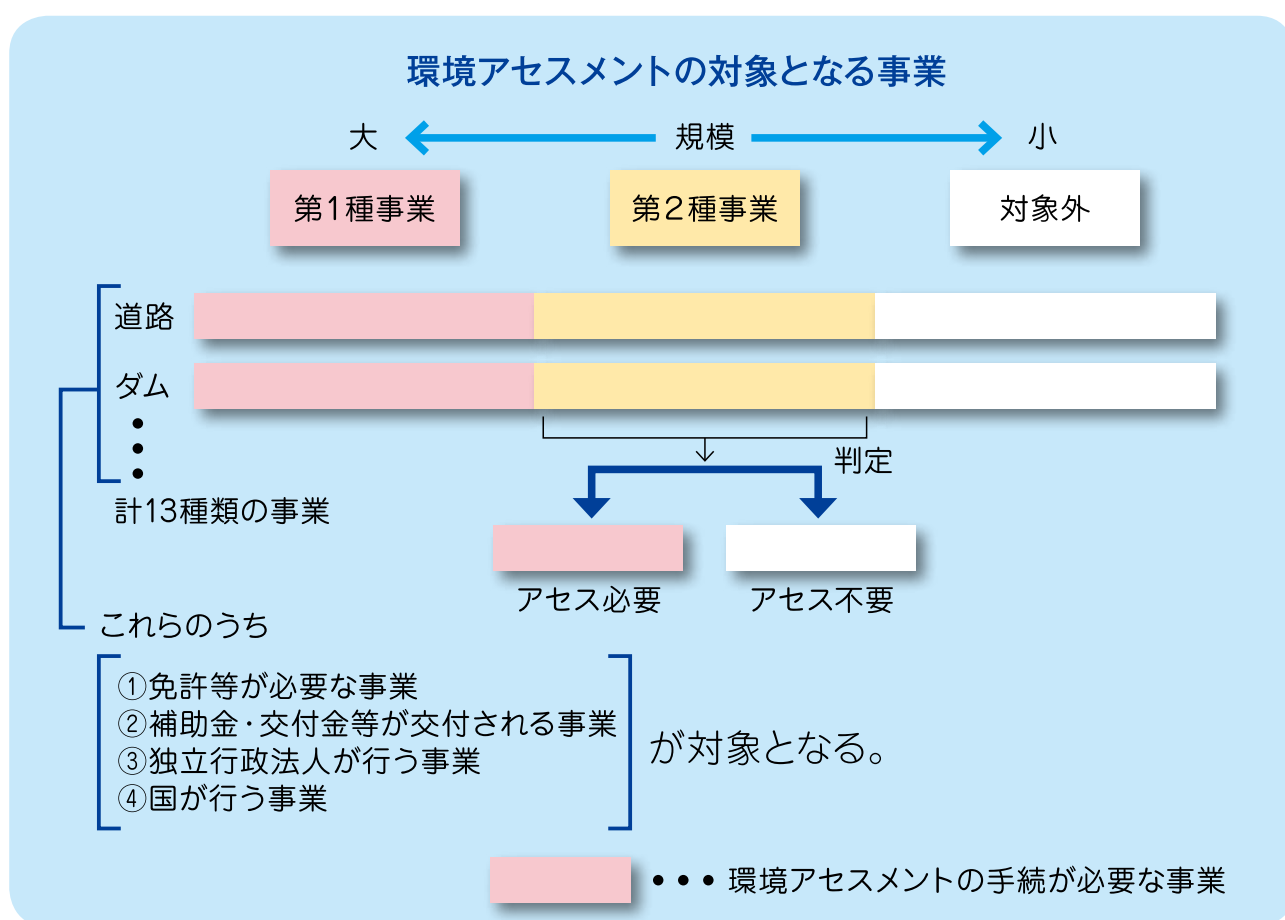 環境アセスメントの対象となる事業
大 規模 小
第1種事業 第2種事業 対象外
道路
ダム
判定
計13種類の事業
アセス必要 アセス不要
これらのうち
①免許等が必要な事業
②補助金・交付金等が交付される事業
③独立行政法人が行う事業
④国が行う事業
が対象となる。
•••環境アセスメントの手続が必要な事業